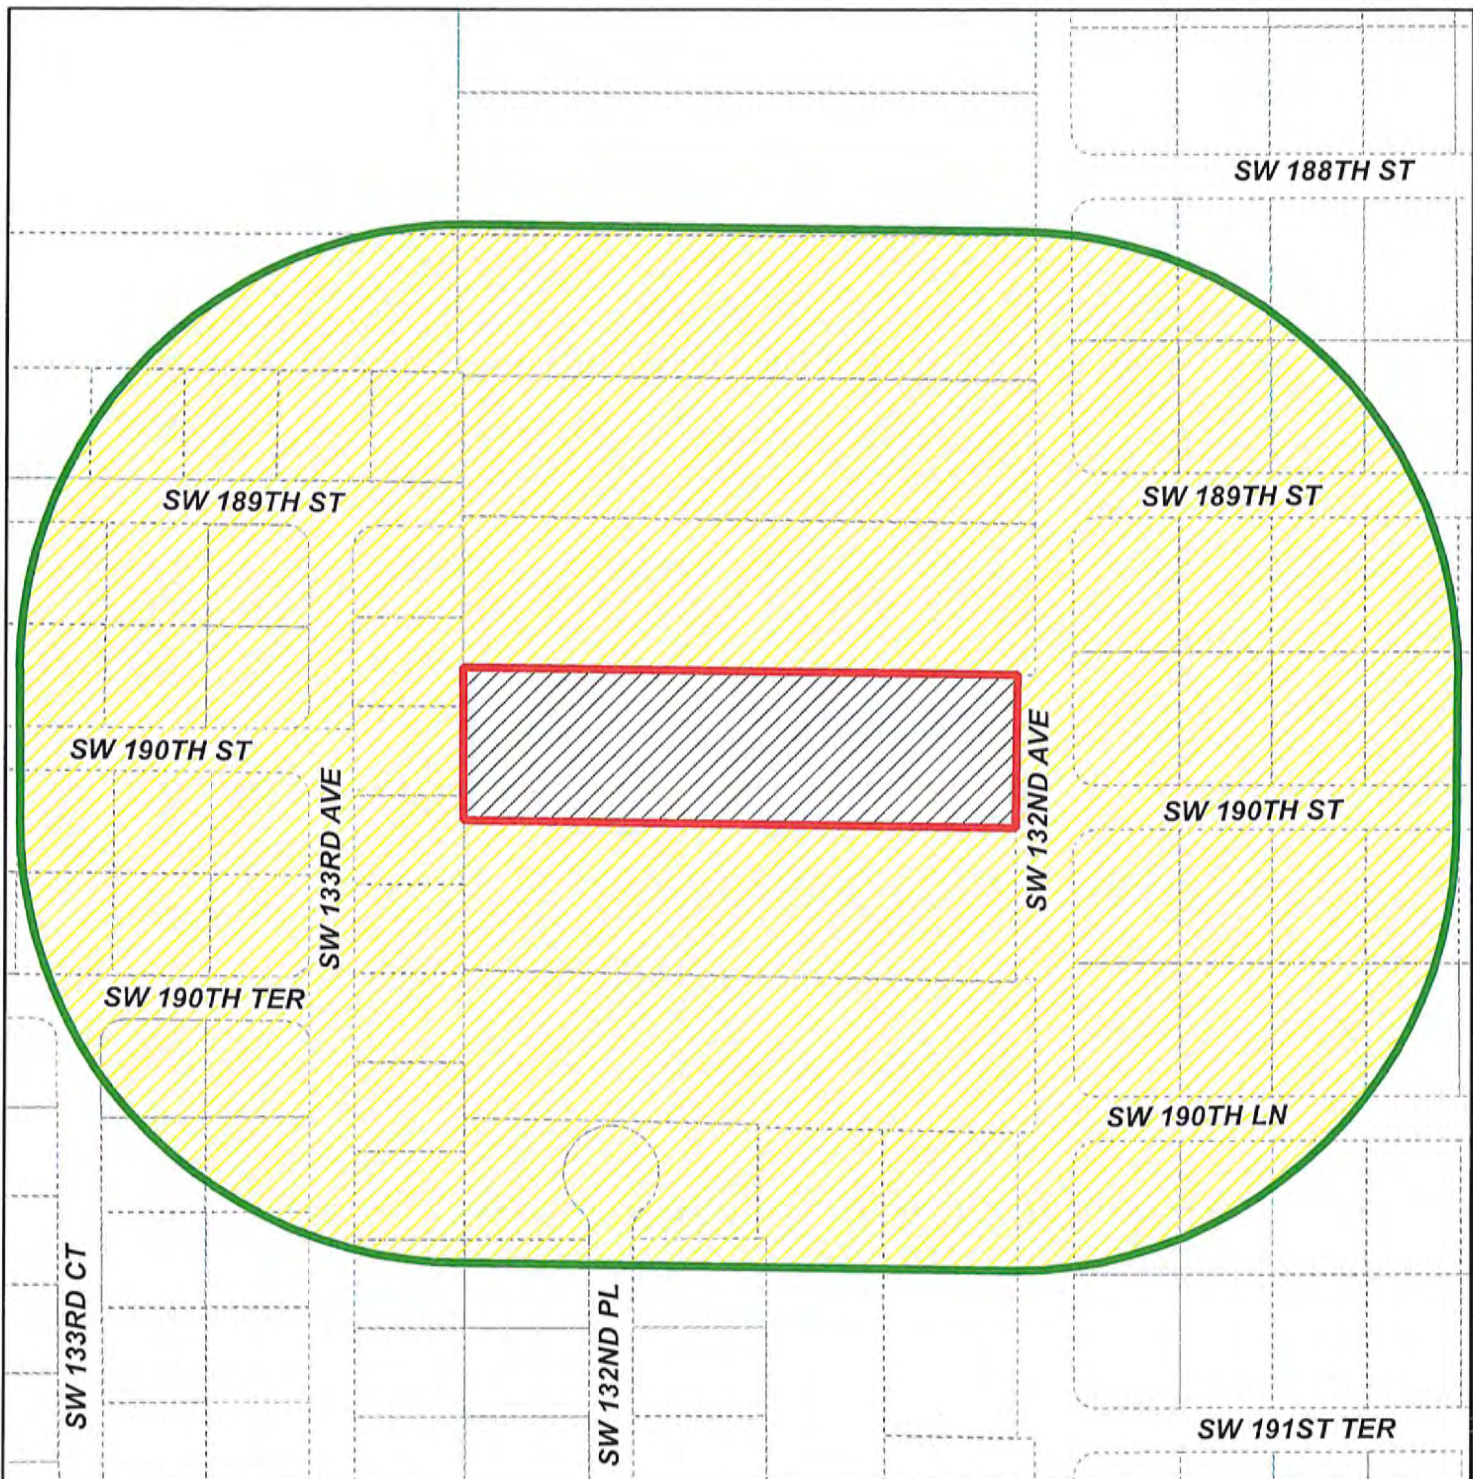 SW 188TH ST
SW 189TH ST
SW 189TH ST
SW 190TH ST
SW 133RD AVE
SW 132ND AVE
SW 190TH ST
SW 190TH TER
SW 190TH LN
SW 133RD CT
SW 132ND PL
SW 191ST TER